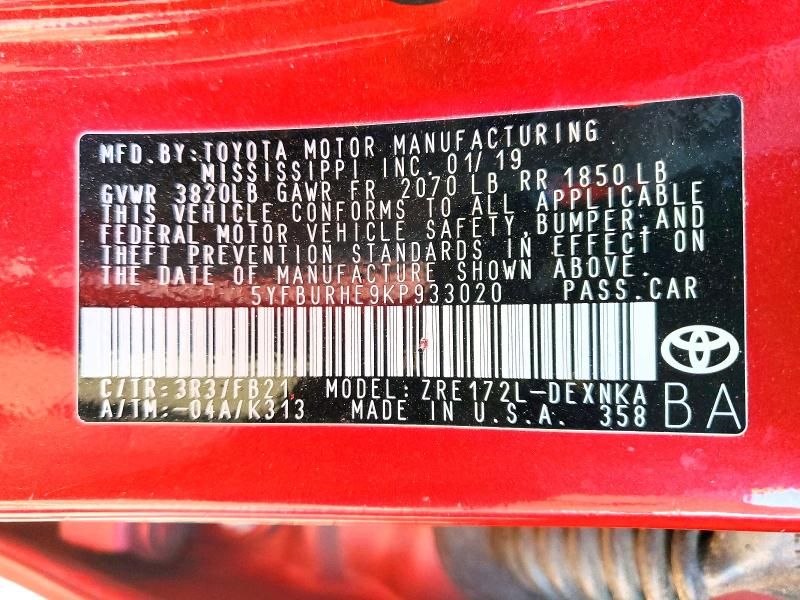 MFD. BY: TOYOTA MOTOR MANUFACTURING
MISSISSIPPI INC. 01/19
GVWR 3820LB GAWR FR 2070 LB RR 1850 LB
THIS VEHICLE CONFORMS TO ALL APPLICABLE
FEDERAL MOTOR VEHICLE SAFETY, BUMPER AND
THEFT PREVENTION STANDARDS IN EFFECT ON
THE DATE OF MANUFACTURE SHOWN ABOVE.
5YFBURHE9KP933020 PASS. CAR
C/TR: 3R3/FB21 MODEL: ZRE172L-DEXNKA
A/TM: -04A/K313 MADE IN U.S.A. 358 BA